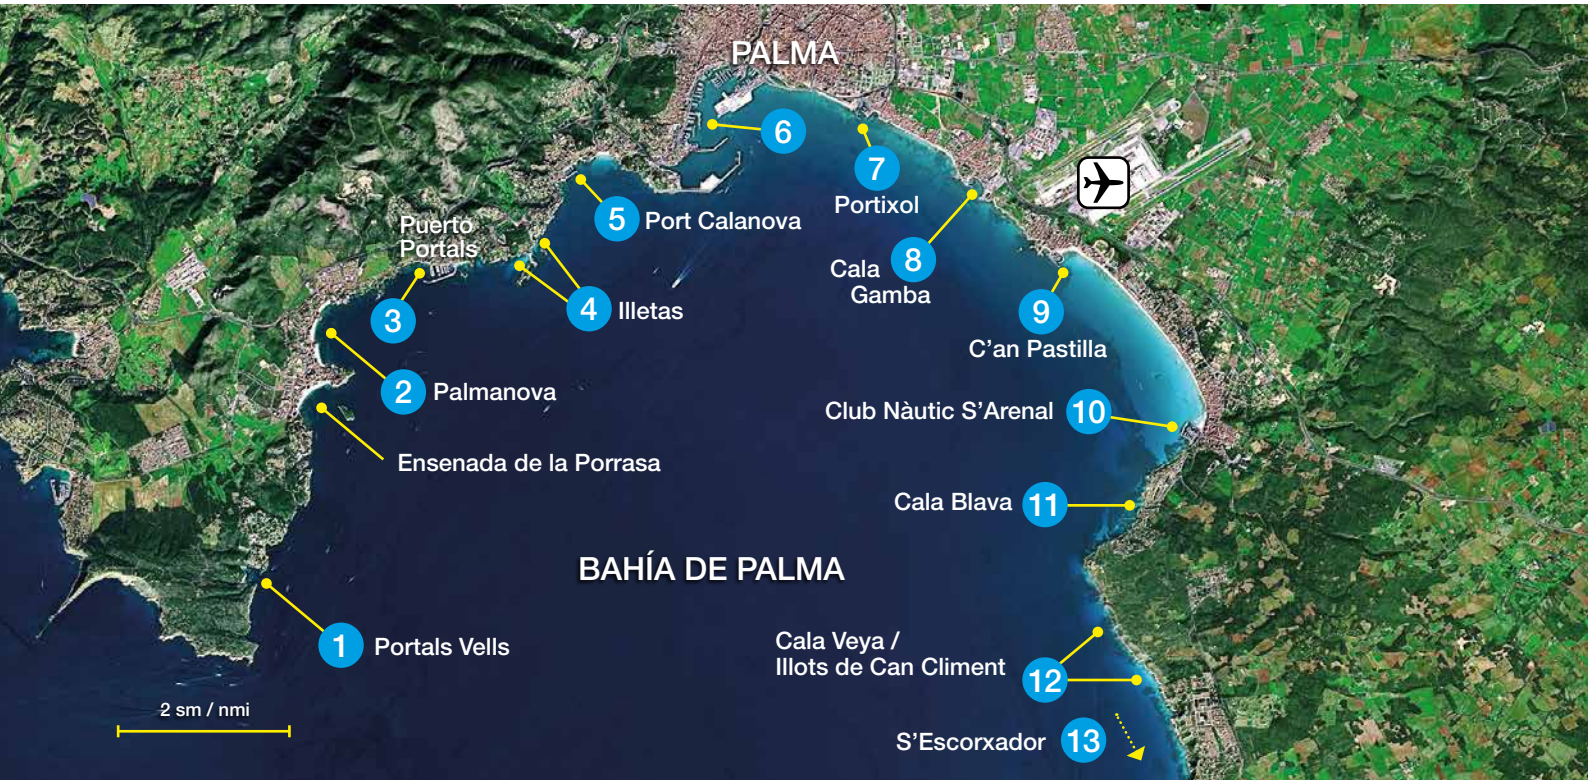 PALMA
6
7
Portixol
5 Port Calanova
Puerto
Portals
3
4 Illetas
8
Cala
Gamba
9
C'an Pastilla
2 Palmanova
Club Nàutic S'Arenal 10
Ensenada de la Porrasa
Cala Blava 11
BAHÍA DE PALMA
1 Portals Vells
Cala Veya /
Illots de Can Climent
12
2 sm / nmi
S'Escorxador 13